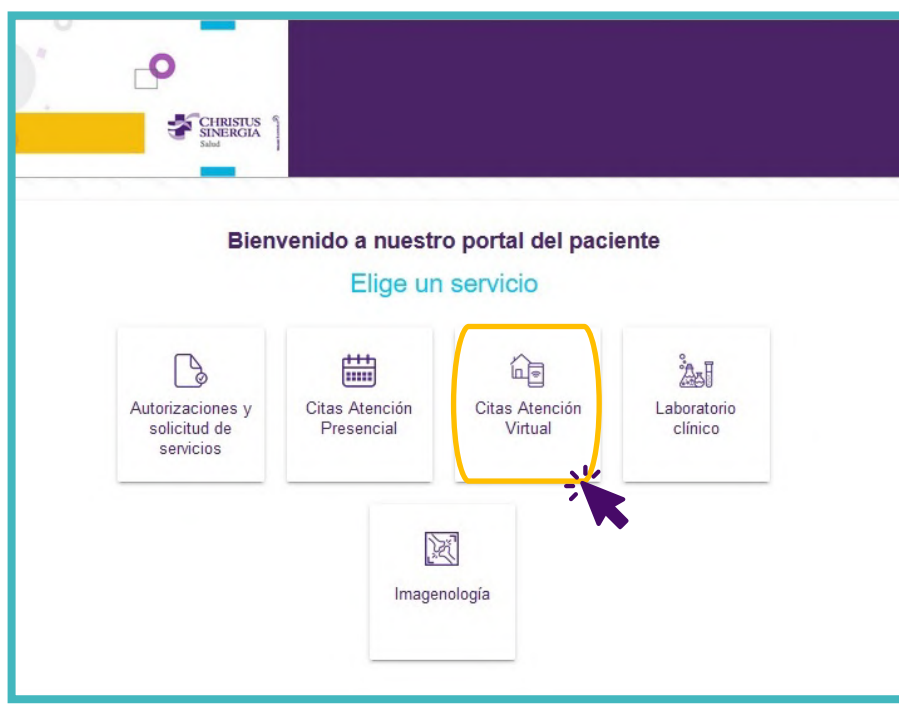 CHRISTUS
SINERGIA
Salud
Bienvenido a nuestro portal del paciente
Elige un servicio
Autorizaciones y
solicitud de
servicios
Citas Atención
Presencial
Citas Atención
Virtual
Laboratorio
clínico
Imagenología